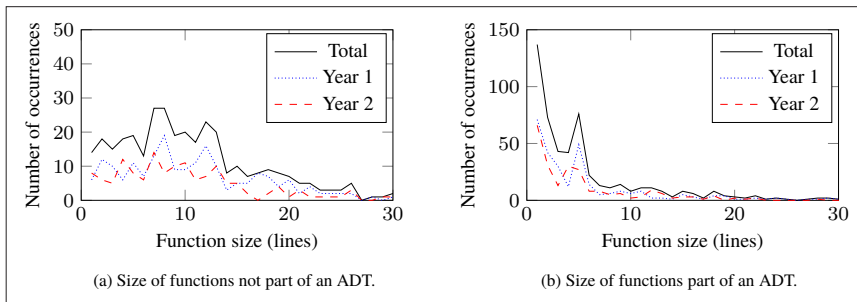 50
40
30
20
10
0
0
10
20
30
Number of occurrences
Function size (lines)
Total
Year 1
Year 2
(a) Size of functions not part of an ADT.
150
100
50
0
0
10
20
30
Number of occurrences
Function size (lines)
Total
Year 1
Year 2
(b) Size of functions part of an ADT.